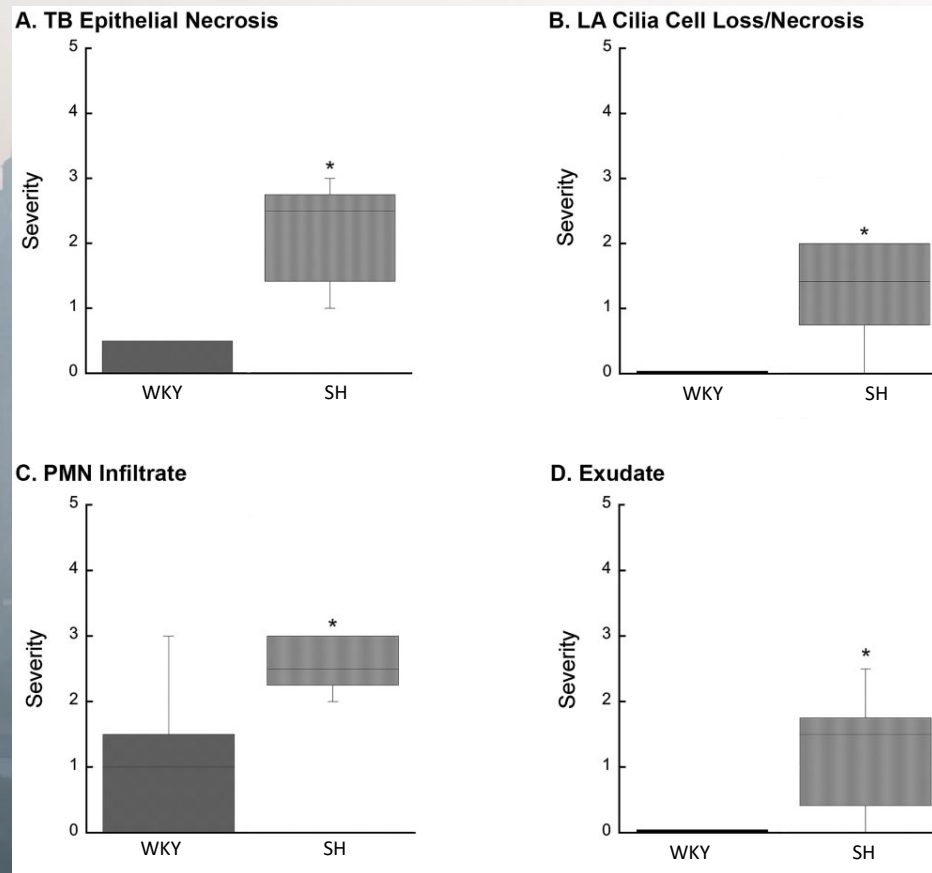 A. TB Epithelial Necrosis
5
4
3
2
1
0
Severity
*
WKY
SH
B. LA Cilia Cell Loss/Necrosis
5
4
3
2
1
0
Severity
*
WKY
SH
C. PMN Infiltrate
5
4
3
2
1
0
Severity
*
WKY
SH
D. Exudate
5
4
3
2
1
0
Severity
*
WKY
SH